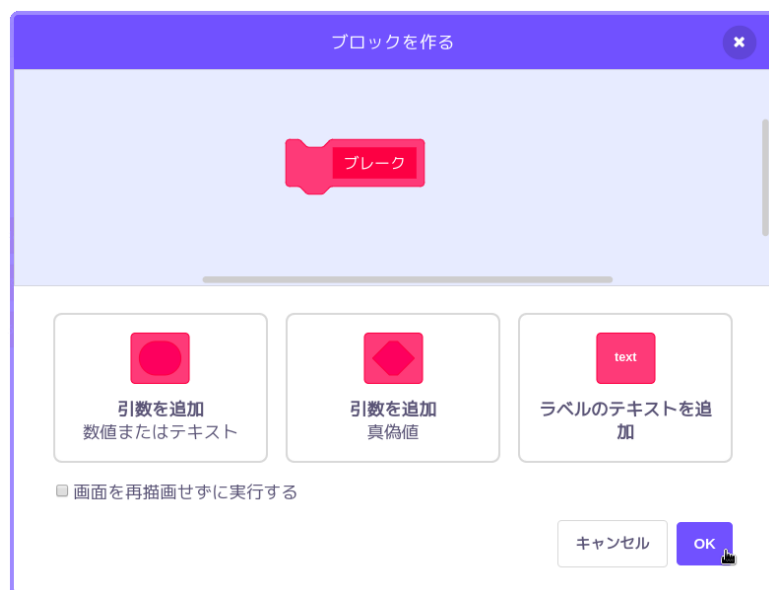 ブロックを作る
ブレーク
text
引数を追加
数値またはテキスト
引数を追加
真偽値
ラベルのテキストを追
加
画面を再描画せずに実行する
キャンセル
OK